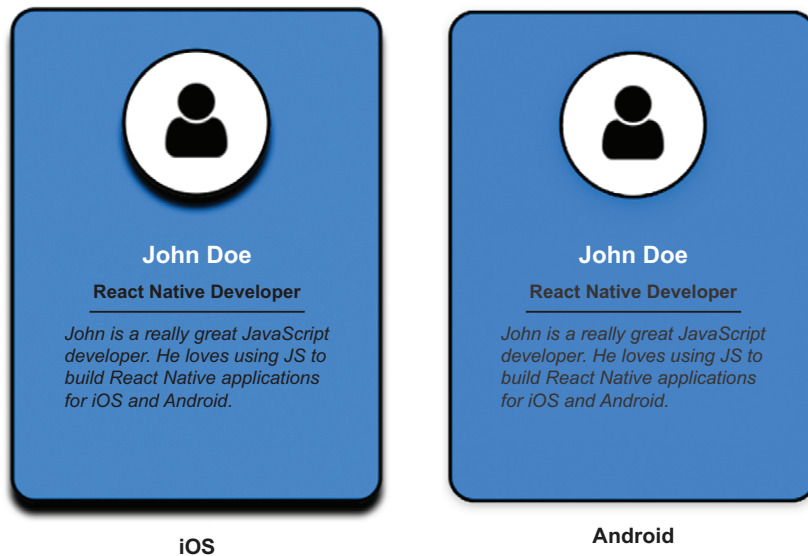 John Doe
React Native Developer
John is a really great JavaScript
developer. He loves using JS to
build React Native applications
for iOS and Android.
iOS
John Doe
React Native Developer
John is a really great JavaScript
developer. He loves using JS to
build React Native applications
for iOS and Android.
Android